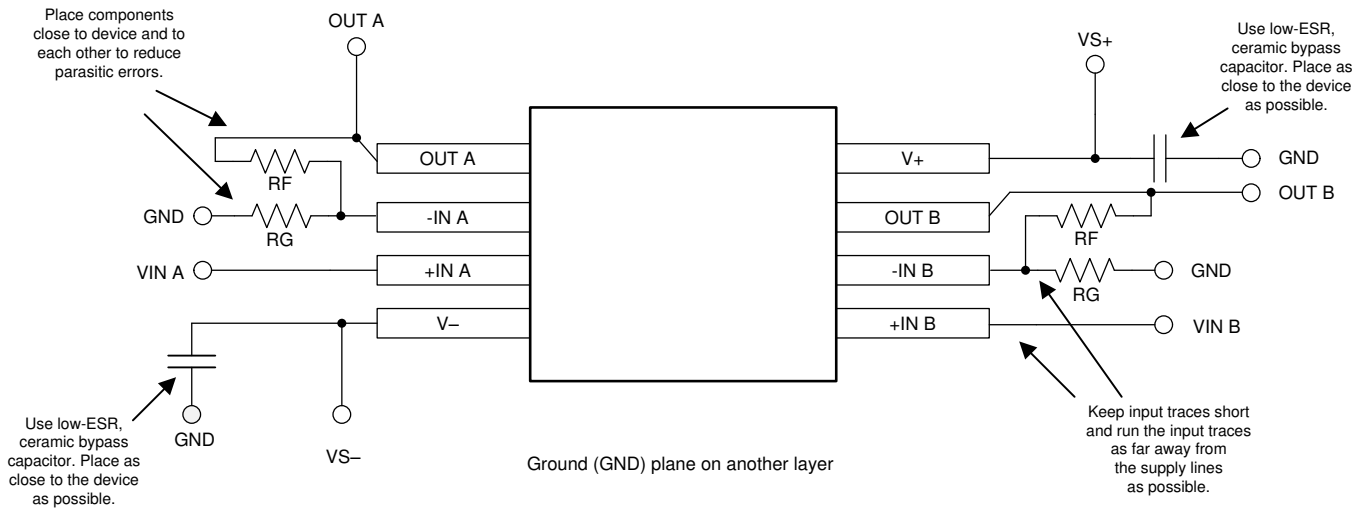 Place components
close to device and to
each other to reduce
parasitic errors.
OUT A
VS+
Use low-ESR,
ceramic bypass
capacitor. Place as
close to the device
as possible.
OUT A
V+
GND
RF
OUT B
GND
-IN A
OUT B
RG
RF
VIN A
+IN A
-IN B
GND
RG
V–
+IN B
VIN B
Use low-ESR,
ceramic bypass
capacitor. Place as
close to the device
as possible.
GND
VS–
Ground (GND) plane on another layer
Keep input traces short
and run the input traces
as far away from
the supply lines
as possible.